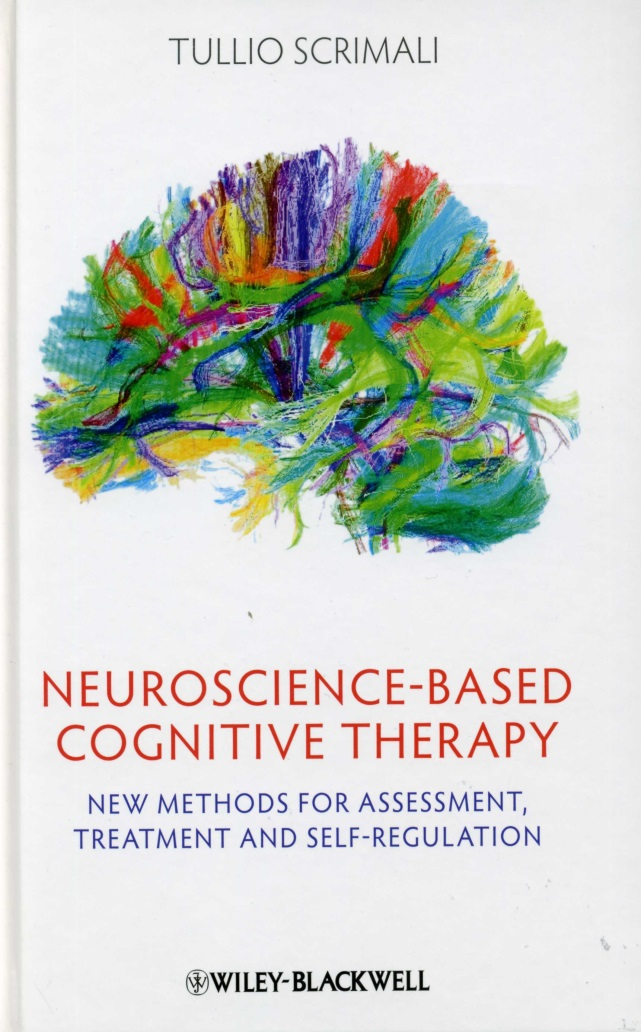 TULLIO SCRIMALI
NEUROSCIENCE-BASED
COGNITIVE THERAPY
NEW METHODS FOR ASSESSMENT,
TREATMENT AND SELF-REGULATION
WILEY-BLACKWELL